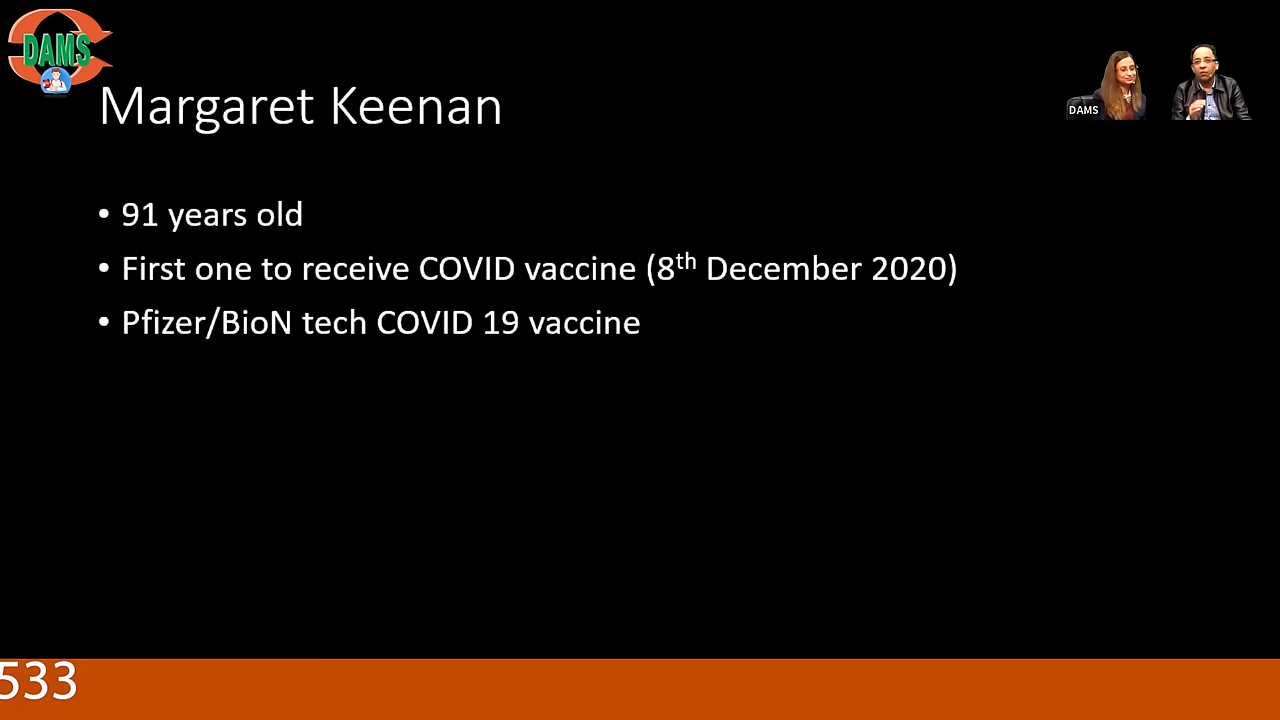 DAMS
Margaret Keenan
DAMS
• 91 years old
• First one to receive COVID vaccine (8th December 2020)
• Pfizer/BioN tech COVID 19 vaccine
533